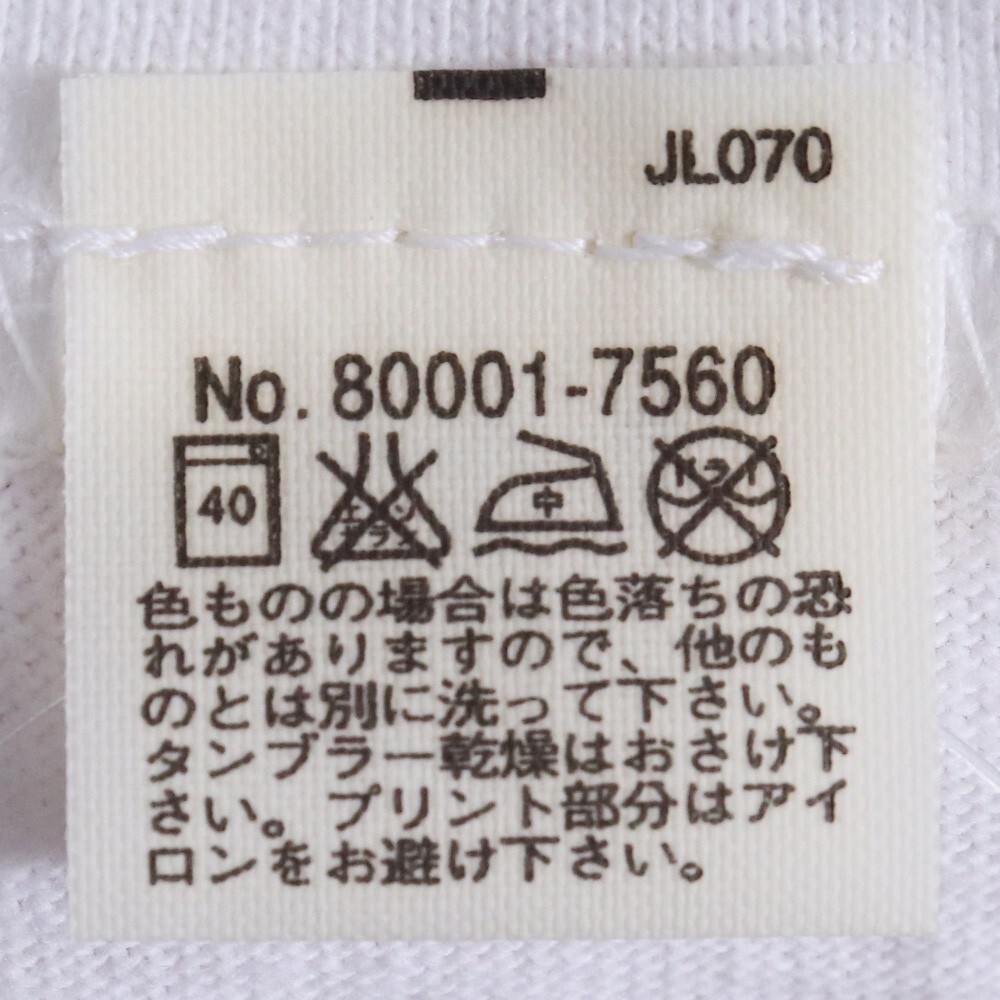 JL070
No. 80001-7560
40 エンソサラシ 中 ドライ
色ものの場合は色落ちの恐
れがありますので、他のも
のとは別に洗って下さい。
タンブラー乾燥はおさけ下
さい。プリント部分はアイ
ロンをお避け下さい。